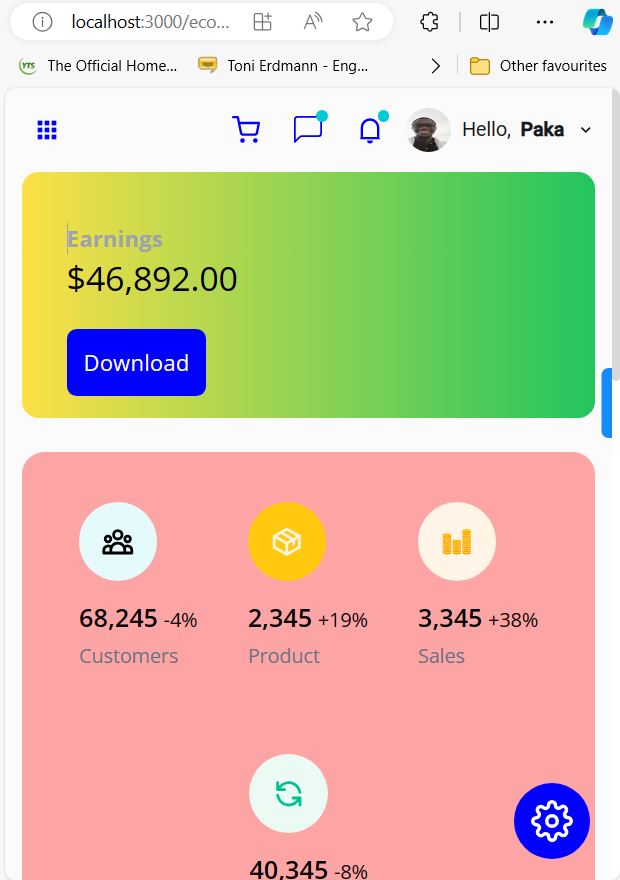 localhost:3000/eco...
YTS The Official Home... Toni Erdmann - Eng... Other favourites
Hello, Paka
Earnings
$46,892.00
Download
68,245 -4% 2,345 +19% 3,345 +38%
Customers Product Sales
40,345 -8%